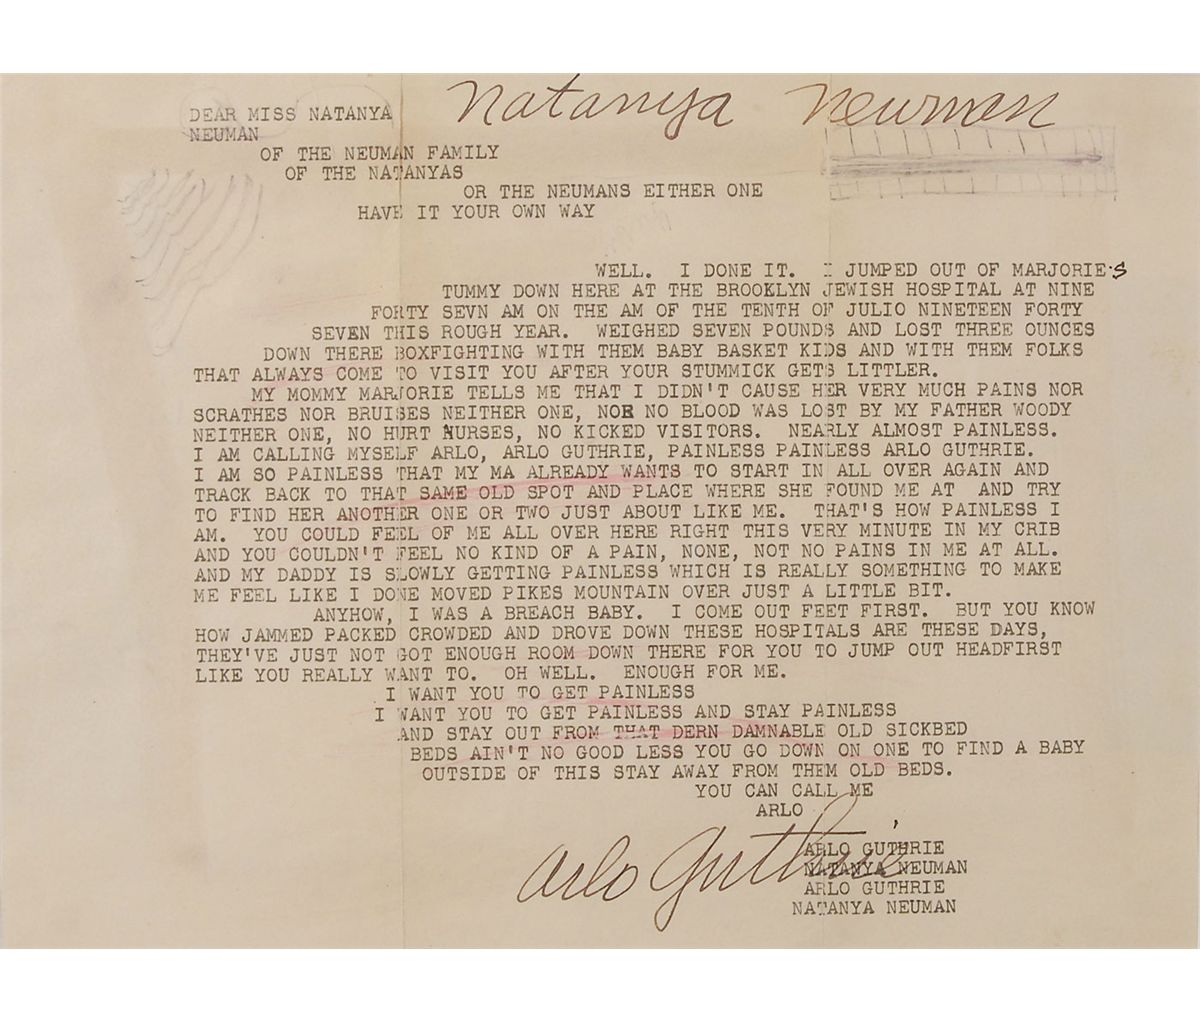 Natanya Neuman
DEAR MISS NATANYA
NEUMAN
OF THE NEUMAN FAMILY
OF THE NATANYAS
OR THE NEUMANS EITHER ONE
HAVE IT YOUR OWN WAY
WELL. I DONE IT. I JUMPED OUT OF MARJORIE'S
TUMMY DOWN HERE AT THE BROOKLYN JEWISH HOSPITAL AT NINE
FORTY SEVN AM ON THE AM OF THE TENTH OF JULIO NINETEEN FORTY
SEVEN THIS ROUGH YEAR. WEIGHED SEVEN POUNDS AND LOST THREE OUNCES
DOWN THERE BOXFIGHTING WITH THEM BABY BASKET KIDS AND WITH THEM FOLKS
THAT ALWAYS COME TO VISIT YOU AFTER YOUR STUMMICK GETS LITTLER.
MY MOMMY MARJORIE TELLS ME THAT I DIDN'T CAUSE HER VERY MUCH PAINS NOR
SCRATHES NOR BRUISES NEITHER ONE, NOR NO BLOOD WAS LOST BY MY FATHER WOODY
NEITHER ONE, NO HURT NURSES, NO KICKED VISITORS. NEARLY ALMOST PAINLESS.
I AM CALLING MYSELF ARLO, ARLO GUTHRIE, PAINLESS PAINLESS ARLO GUTHRIE.
I AM SO PAINLESS THAT MY MA ALREADY WANTS TO START IN ALL OVER AGAIN AND
TRACK BACK TO THAT SAME OLD SPOT AND PLACE WHERE SHE FOUND ME AT AND TRY
TO FIND HER ANOTHER ONE OR TWO JUST ABOUT LIKE ME. THAT'S HOW PAINLESS I
AM. YOU COULD FEEL OF ME ALL OVER HERE RIGHT THIS VERY MINUTE IN MY CRIB
AND YOU COULDN'T FEEL NO KIND OF A PAIN, NONE, NOT NO PAINS IN ME AT ALL.
AND MY DADDY IS SLOWLY GETTING PAINLESS WHICH IS REALLY SOMETHING TO MAKE
ME FEEL LIKE I DONE MOVED PIKES MOUNTAIN OVER JUST A LITTLE BIT.
ANYHOW, I WAS A BREACH BABY. I COME OUT FEET FIRST. BUT YOU KNOW
HOW JAMMED PACKED CROWDED AND DROVE DOWN THESE HOSPITALS ARE THESE DAYS,
THEY'VE JUST NOT GOT ENOUGH ROOM DOWN THERE FOR YOU TO JUMP OUT HEADFIRST
LIKE YOU REALLY WANT TO. OH WELL. ENOUGH FOR ME.
I WANT YOU TO GET PAINLESS
I WANT YOU TO GET PAINLESS AND STAY PAINLESS
AND STAY OUT FROM THAT DERN DAMNABLE OLD SICKBED
BEDS AIN'T NO GOOD LESS YOU GO DOWN ON ONE TO FIND A BABY
OUTSIDE OF THIS STAY AWAY FROM THEM OLD BEDS.
YOU CAN CALL ME
ARLO
Arlo Guthrie
ARLO GUTHRIE
NATANYA NEUMAN
ARLO GUTHRIE
NATANYA NEUMAN